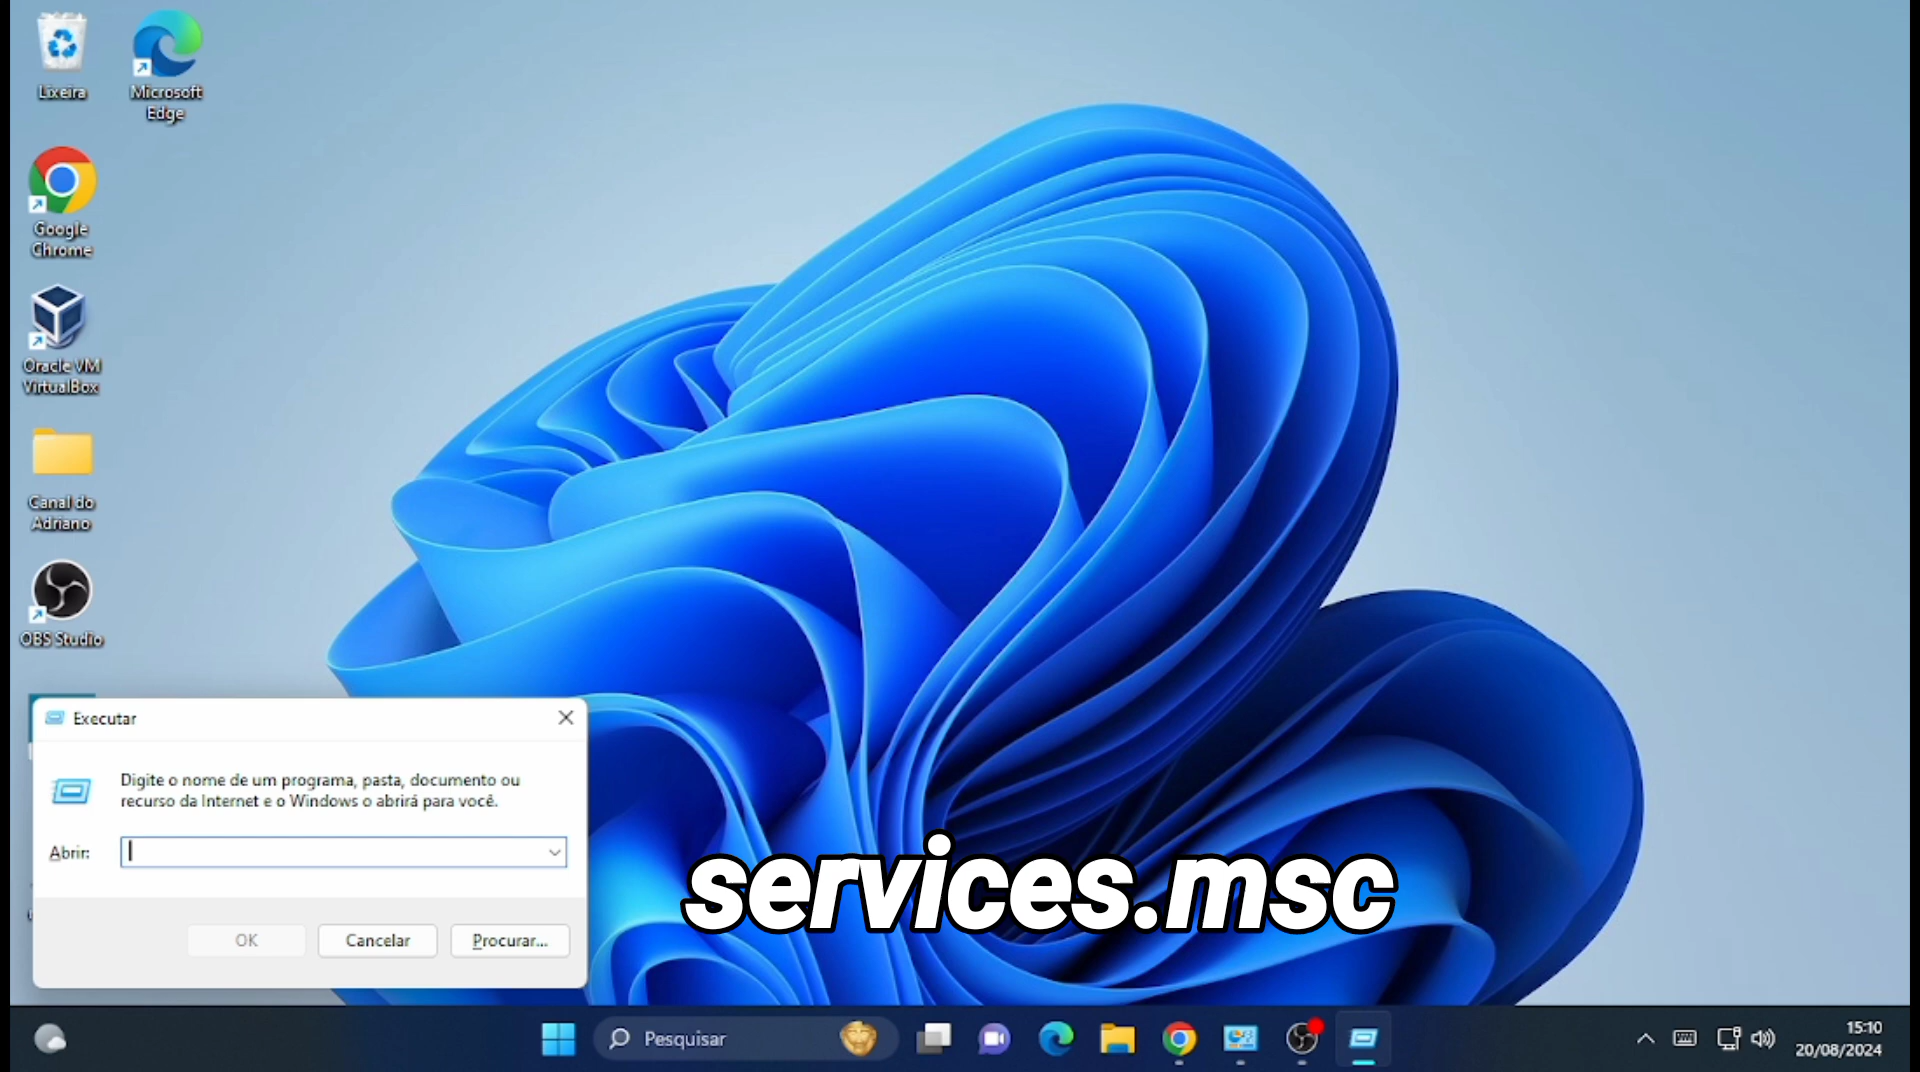 Lixeira
Microsoft
Edge
Google
Chrome
Oracle VM
VirtualBox
Canal do
Adriano
OBS Studio
Executar
Digite o nome de um programa, pasta, documento ou
recurso da Internet e o Windows o abrirá para você.
Abrir:
OK
Cancelar
Procurar...
services.msc
Pesquisar
15:10
20/08/2024